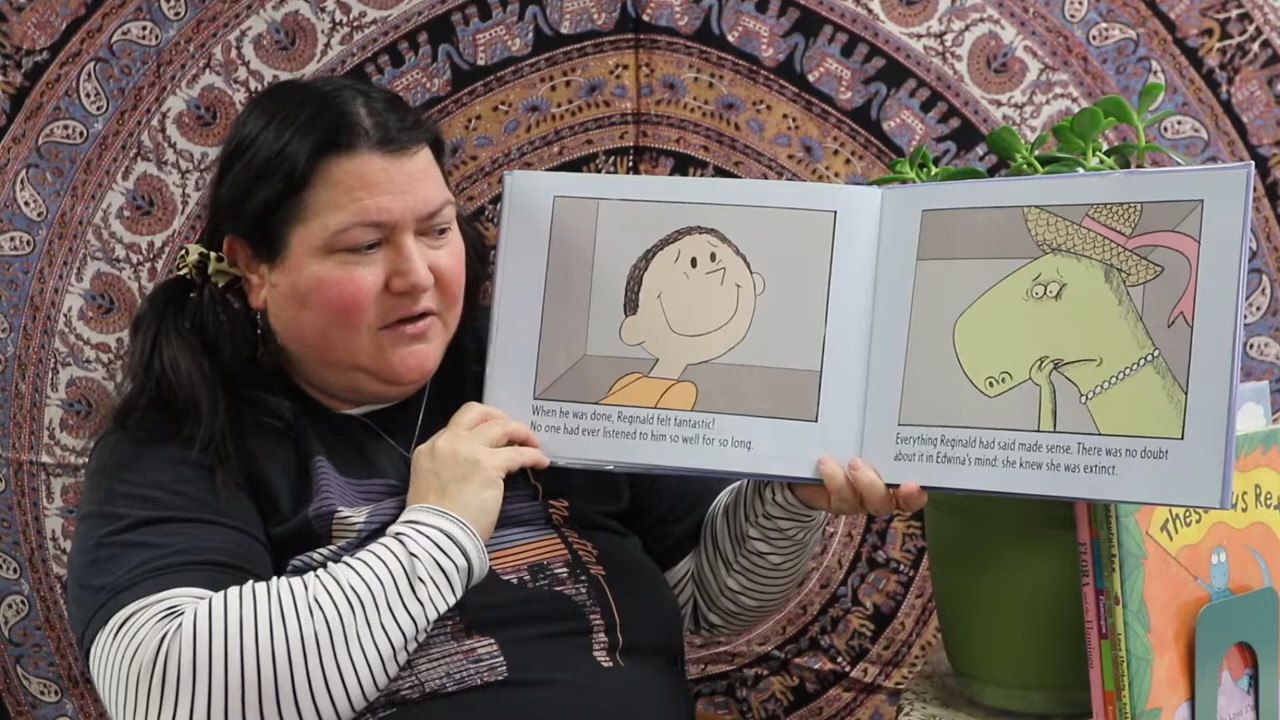 When he was done, Reginald felt fantastic!
No one had ever listened to him so well for so long.
Everything Reginald had said made sense. There was no doubt
about it in Edwina's mind: she knew she was extinct.
FLORA